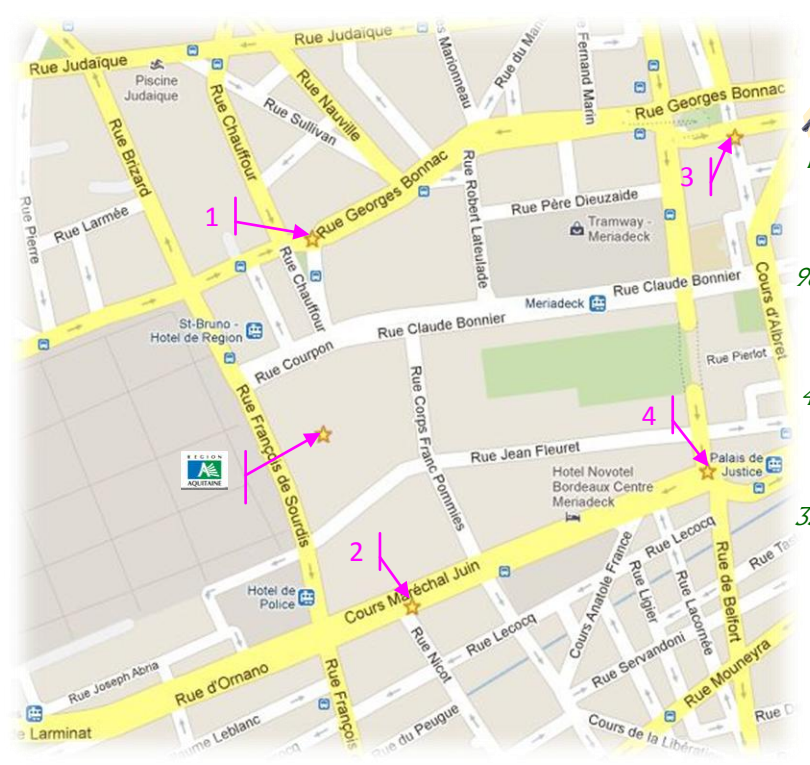 Rue Judaïque
Rue Judaïque
Piscine
Judaique
Rue Nauville
Rue Sullivan
Rue Chauffour
Rue Brizard
Marionneau
Rue du
Fernand Marin
Rue Georges Bonnac
3
1
Rue Georges Bonnac
Rue Robert Lateulade
Rue Père Dieuzaide
Tramway -
Meriadeck
Rue Pierre
Rue Larmée
Rue Chauffour
Rue Claude Bonnier
Meriadeck
Rue Claude Bonnier
Cours d'Albret
St-Bruno -
Hotel de Region
Rue Courpon
Rue Pierlot
Rue Corps Franc Pommies
4
Rue François de Sourdis
REGION
AQUITAINE
Rue Jean Fleuret
Hotel Novotel
Bordeaux Centre
Meriadeck
Palais de
Justice
2
Hotel de
Police
Cours Maréchal Juin
Rue Lecocq
Rue Lecocq
Cours Anatole France
Rue Ligier
Rue Lacornée
Rue de Belfort
Rue Servandoni
Rue Mouneyra
Rue Nicot
Rue Joseph Abria
Rue d'Ornano
Rue François
Larminat
Leblanc
Rue du Peugue
Cours de la Libération
Rue D